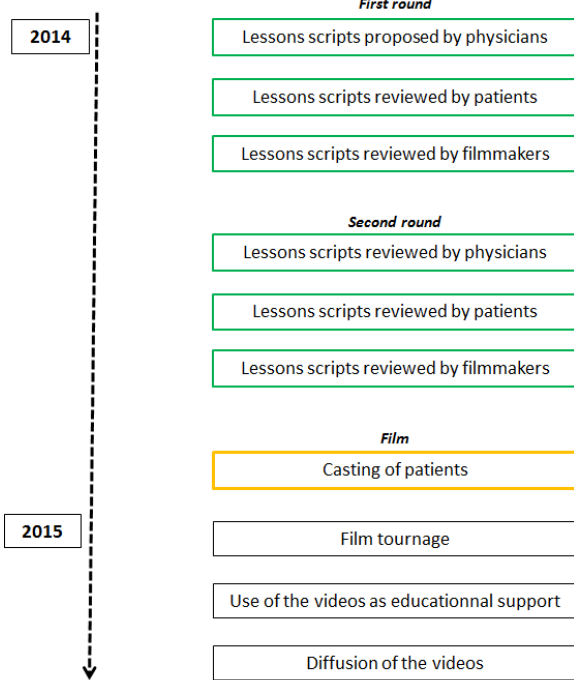 First round
2014
Lessons scripts proposed by physicians
Lessons scripts reviewed by patients
Lessons scripts reviewed by filmmakers
Second round
Lessons scripts reviewed by physicians
Lessons scripts reviewed by patients
Lessons scripts reviewed by filmmakers
Film
Casting of patients
2015
Film tournage
Use of the videos as educationnal support
Diffusion of the videos